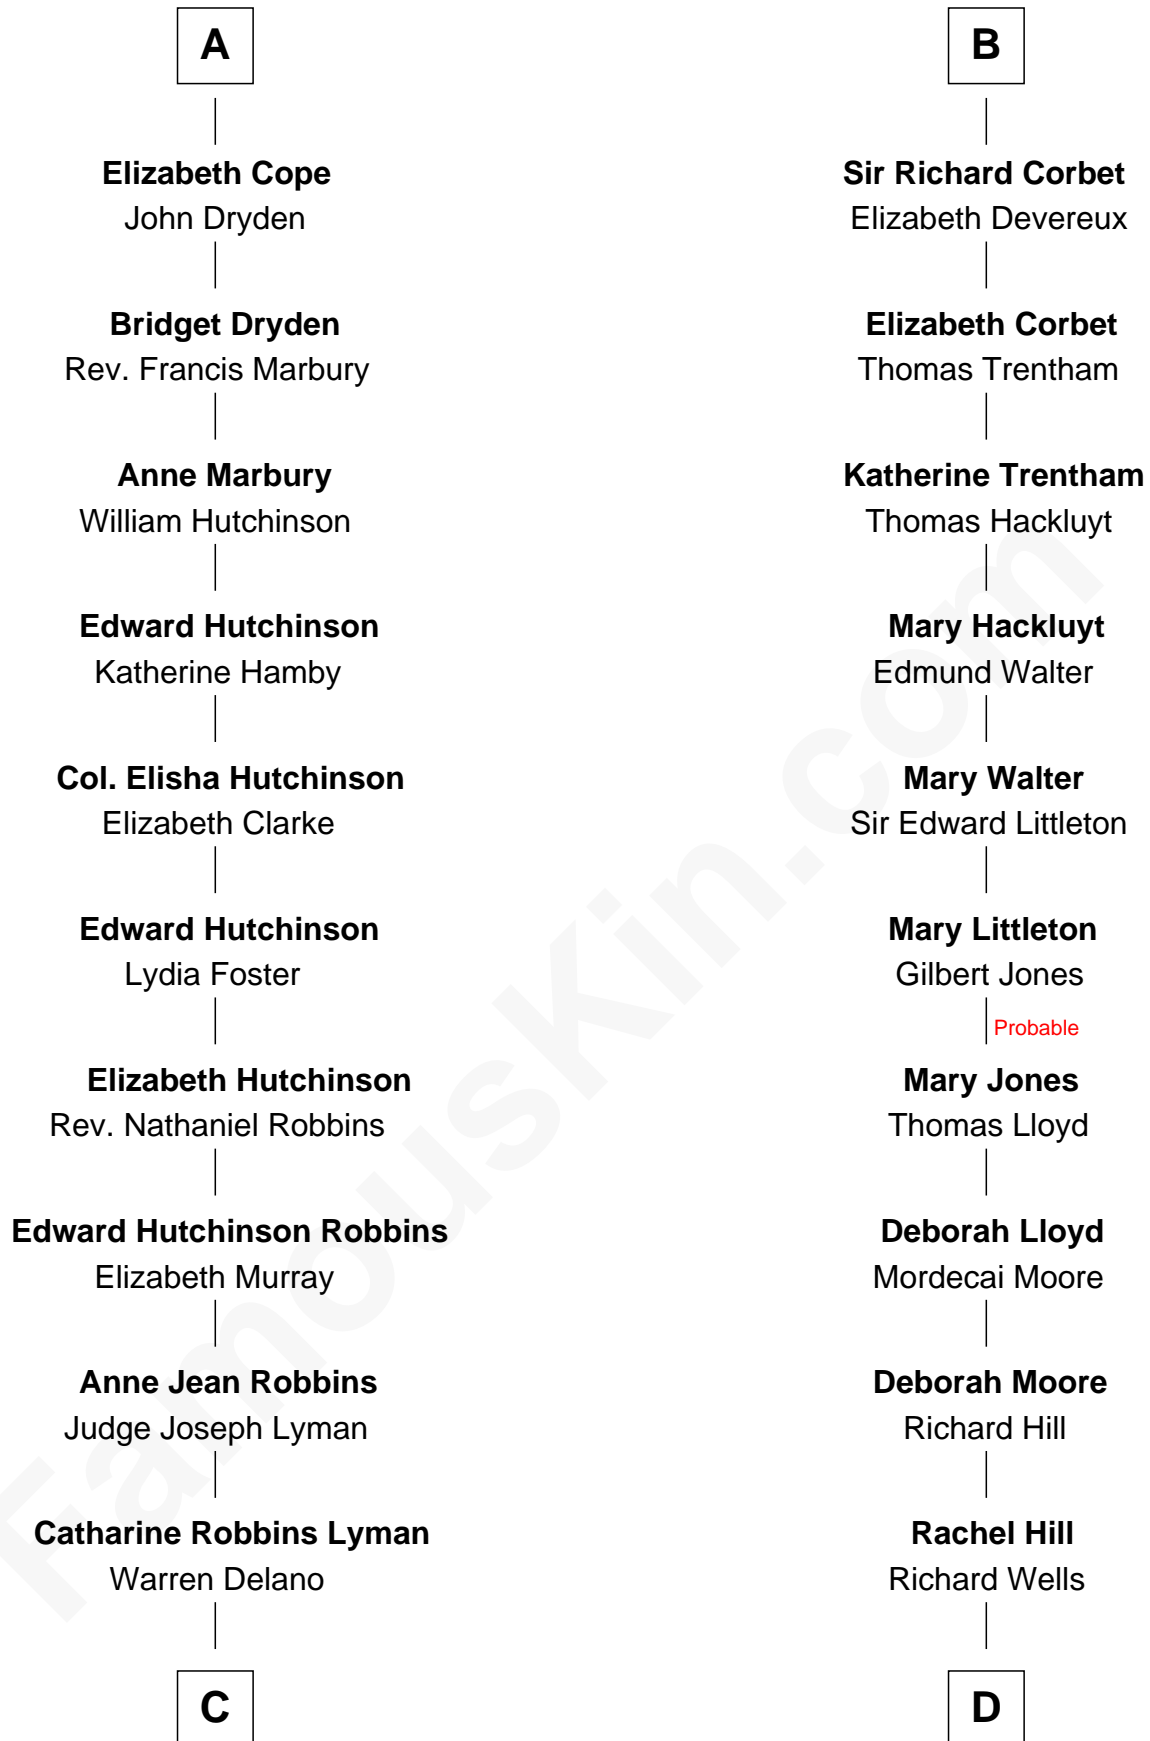 A
Elizabeth Cope
John Dryden
Bridget Dryden
Rev. Francis Marbury
Anne Marbury
William Hutchinson
Edward Hutchinson
Katherine Hamby
Col. Elisha Hutchinson
Elizabeth Clarke
Edward Hutchinson
Lydia Foster
Elizabeth Hutchinson
Rev. Nathaniel Robbins
Edward Hutchinson Robbins
Elizabeth Murray
Anne Jean Robbins
Judge Joseph Lyman
Catharine Robbins Lyman
Warren Delano
C
B
Sir Richard Corbet
Elizabeth Devereux
Elizabeth Corbet
Thomas Trentham
Katherine Trentham
Thomas Hackluyt
Mary Hackluyt
Edmund Walter
Mary Walter
Sir Edward Littleton
Mary Littleton
Gilbert Jones
Probable
Mary Jones
Thomas Lloyd
Deborah Lloyd
Mordecai Moore
Deborah Moore
Richard Hill
Rachel Hill
Richard Wells
D
FamousKin.com